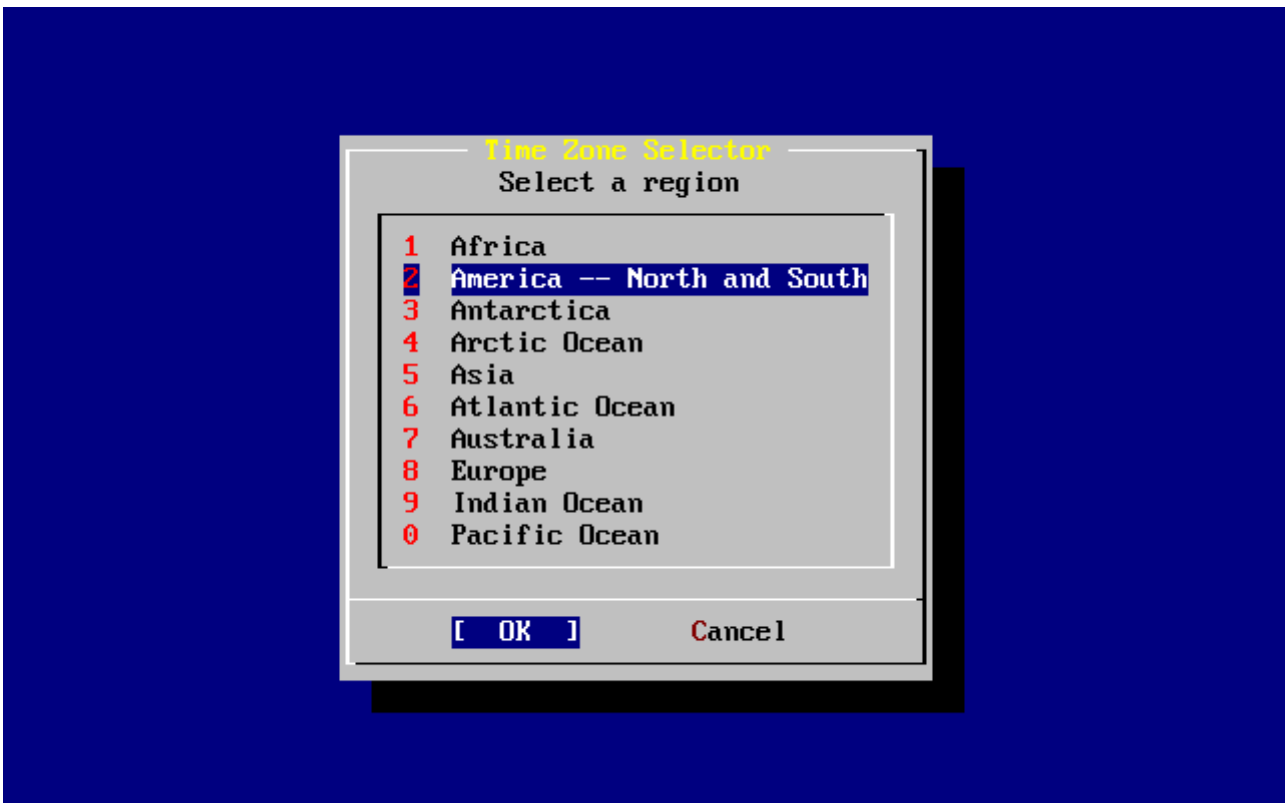 Time Zone Selector
Select a region
1 Africa
2 America -- North and South
3 Antarctica
4 Arctic Ocean
5 Asia
6 Atlantic Ocean
7 Australia
8 Europe
9 Indian Ocean
0 Pacific Ocean
[ OK ] Cancel